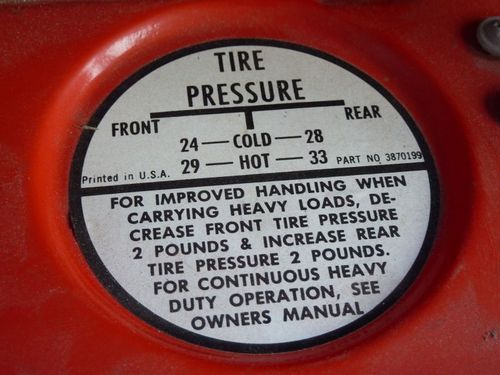 TIRE
PRESSURE
FRONT REAR
24 — COLD — 28
29 — HOT — 33 PART NO 3870199
Printed in U.S.A.
FOR IMPROVED HANDLING WHEN
CARRYING HEAVY LOADS, DE-
CREASE FRONT TIRE PRESSURE
2 POUNDS & INCREASE REAR
TIRE PRESSURE 2 POUNDS.
FOR CONTINUOUS HEAVY
DUTY OPERATION, SEE
OWNERS MANUAL